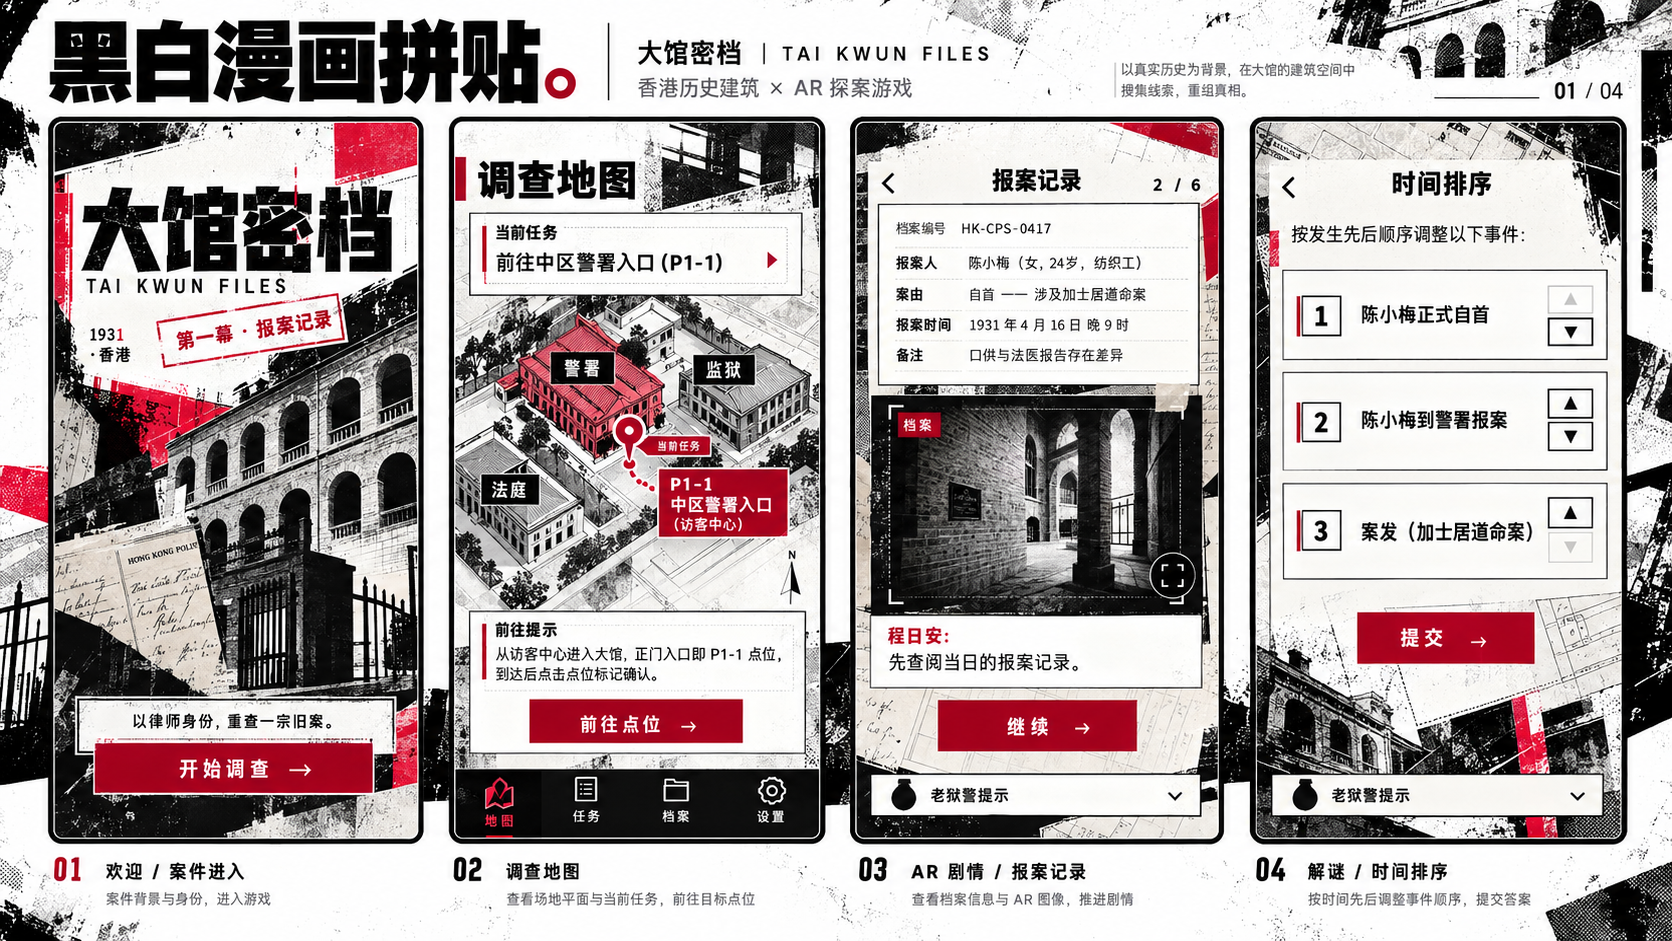 黑白漫画拼贴
大馆密档 | TAI KWUN FILES
香港历史建筑 × AR 探案游戏
以真实历史为背景，在大馆的建筑空间中
搜集线索，重组真相。
01 / 04
大馆密档
TAI KWUN FILES
1931
·香港
第一幕·报案记录
HONG KONG POLIC
以律师身份，重查一宗旧案。
开始调查 →
01 欢迎 / 案件进入
案件背景与身份，进入游戏
调查地图
当前任务
前往中区警署入口 (P1-1)
警署
监狱
法庭
当前任务
P1-1
中区警署入口
(访客中心)
N
前往提示
从访客中心进入大馆，正门入口即 P1-1 点位，
到达后点击点位标记确认。
前往点位 →
地图 任务 档案 设置
02 调查地图
查看场地平面与当前任务，前往目标点位
报案记录 2 / 6
档案编号 HK-CPS-0417
报案人 陈小梅（女, 24岁，纺织工）
案由 自首 —— 涉及加士居道命案
报案时间 1931 年 4 月 16 日 晚 9 时
备注 口供与法医报告存在差异
档案
程日安:
先查阅当日的报案记录。
继续 →
老狱警提示
03 AR 剧情 / 报案记录
查看档案信息与 AR 图像，推进剧情
时间排序
按发生先后顺序调整以下事件:
1 陈小梅正式自首
2 陈小梅到警署报案
3 案发（加士居道命案）
提交 →
老狱警提示
04 解谜 / 时间排序
按时间先后调整事件顺序，提交答案